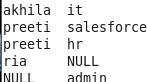 akhila it
preeti salesforce
preeti hr
ria NULL
NULL admin